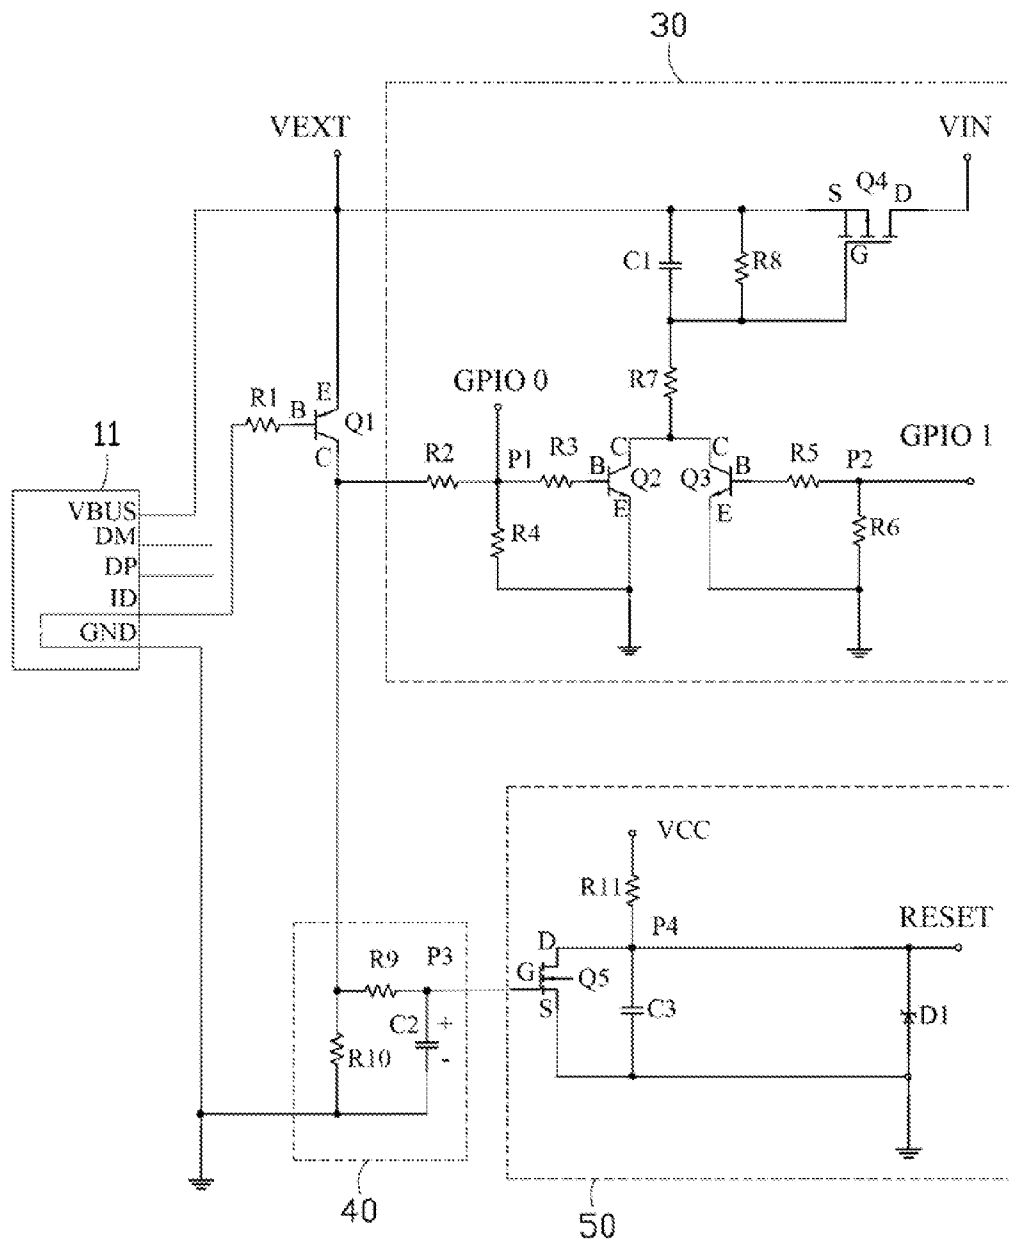 30
VEXT
VIN
S Q4 D
C1 R8 G
R7
GPIO 0
R1 B E Q1 C
11
GPIO 1
R2 P1 R3 B C Q2 E
C Q3 B E R5 P2
R4
R6
VBUS
DM
DP
ID
GND
VCC
R11
P4
RESET
D
G Q5
S
C3
D1
R9 P3
C2 +
-
R10
40
50